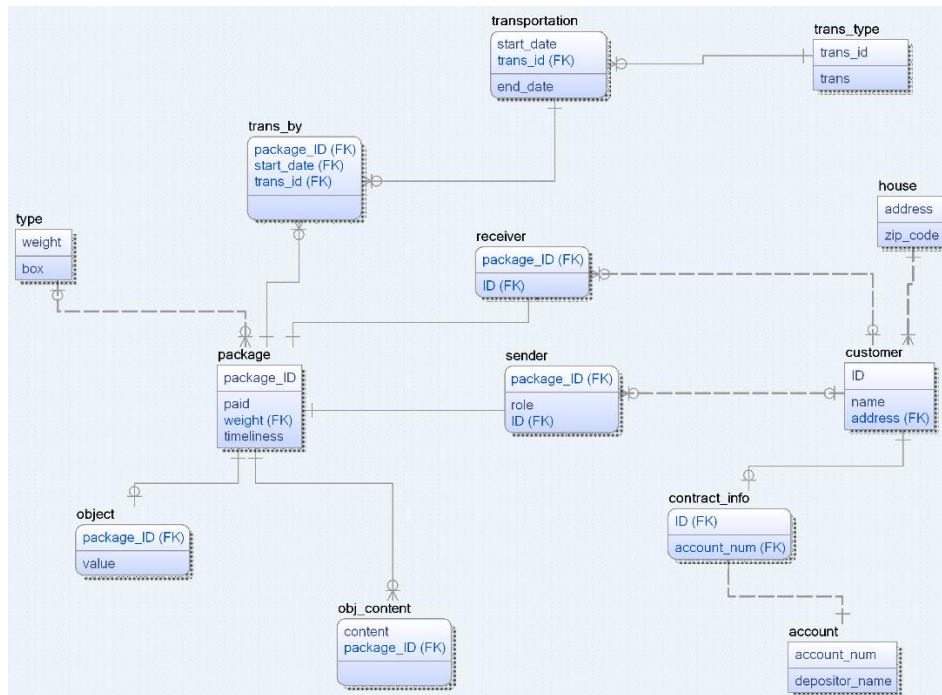 transportation
start_date
trans_id (FK)
end_date
trans_type
trans_id
trans
trans_by
package_ID (FK)
start_date (FK)
trans_id (FK)
house
address
zip_code
type
weight
box
receiver
package_ID (FK)
ID (FK)
package
package_ID
paid
weight (FK)
timeliness
sender
package_ID (FK)
role
ID (FK)
customer
ID
name
address (FK)
object
package_ID (FK)
value
contract_info
ID (FK)
account_num (FK)
obj_content
content
package_ID (FK)
account
account_num
depositor_name